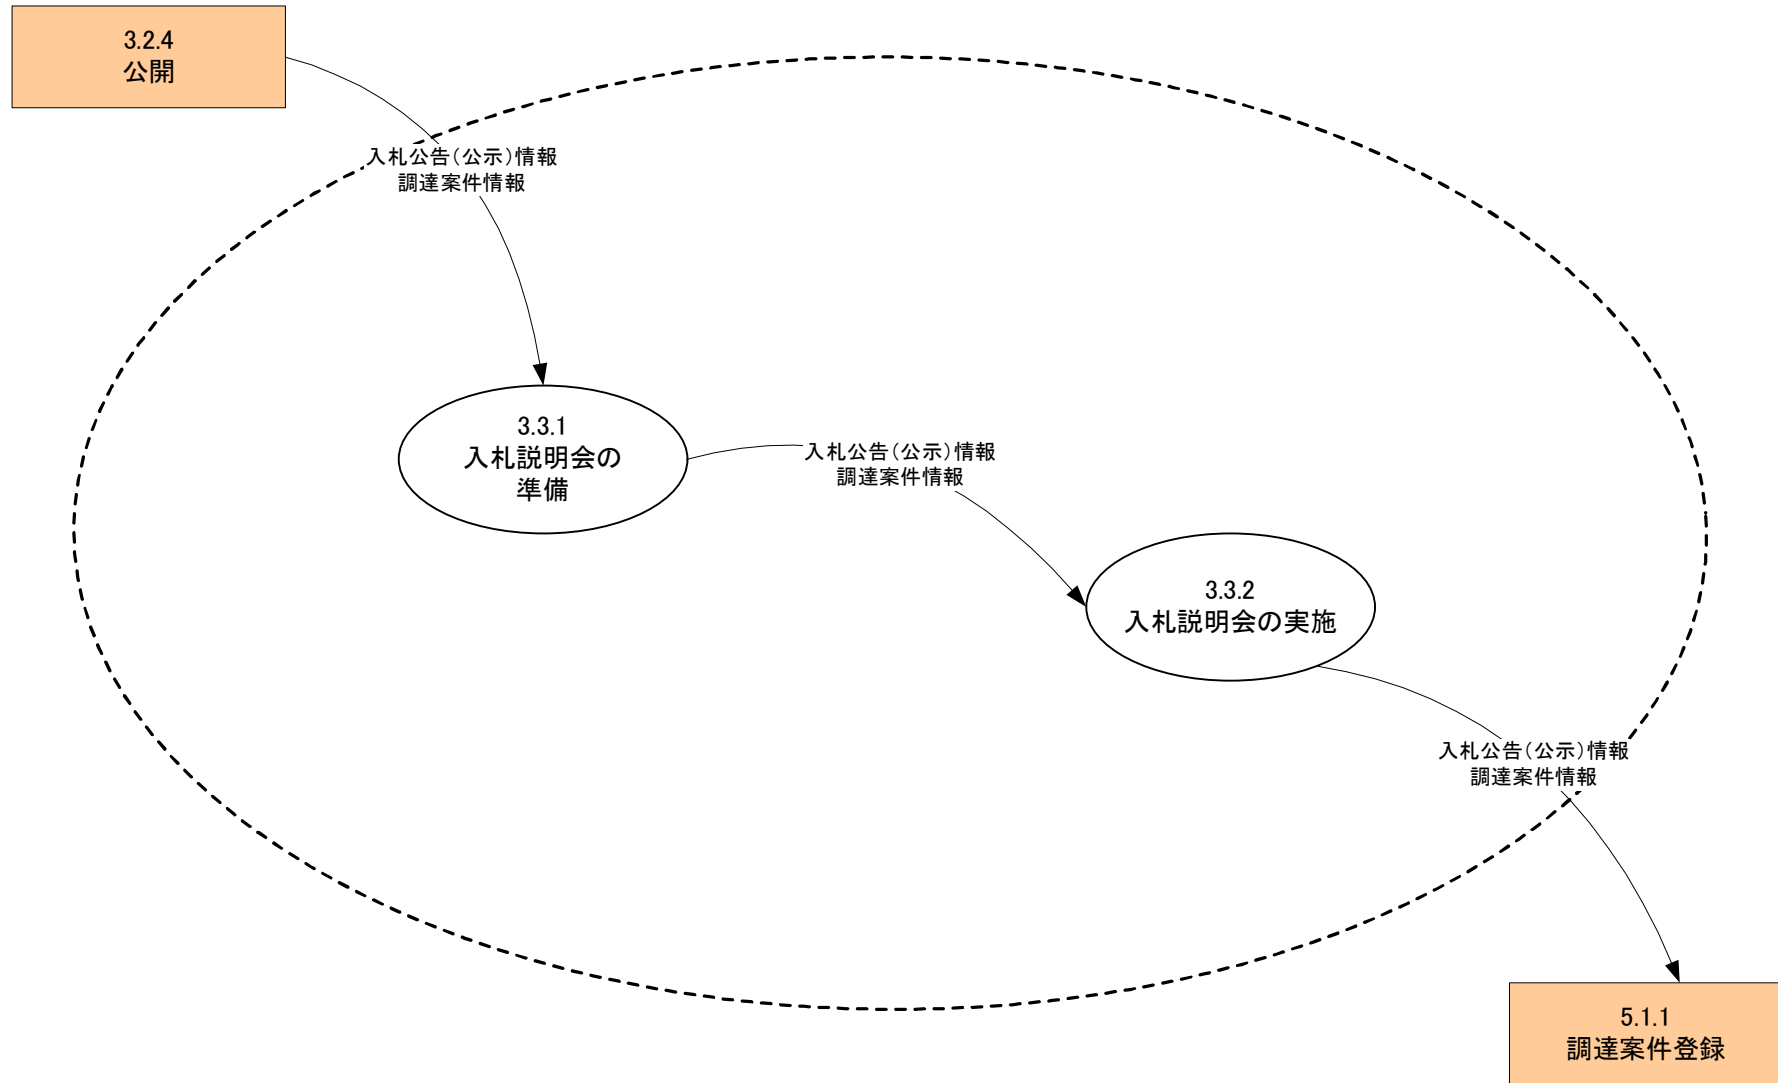 3.2.4
公開
入札公告(公示)情報
調達案件情報
3.3.1
入札説明会の
準備
入札公告(公示)情報
調達案件情報
3.3.2
入札説明会の実施
入札公告(公示)情報
調達案件情報
5.1.1
調達案件登録